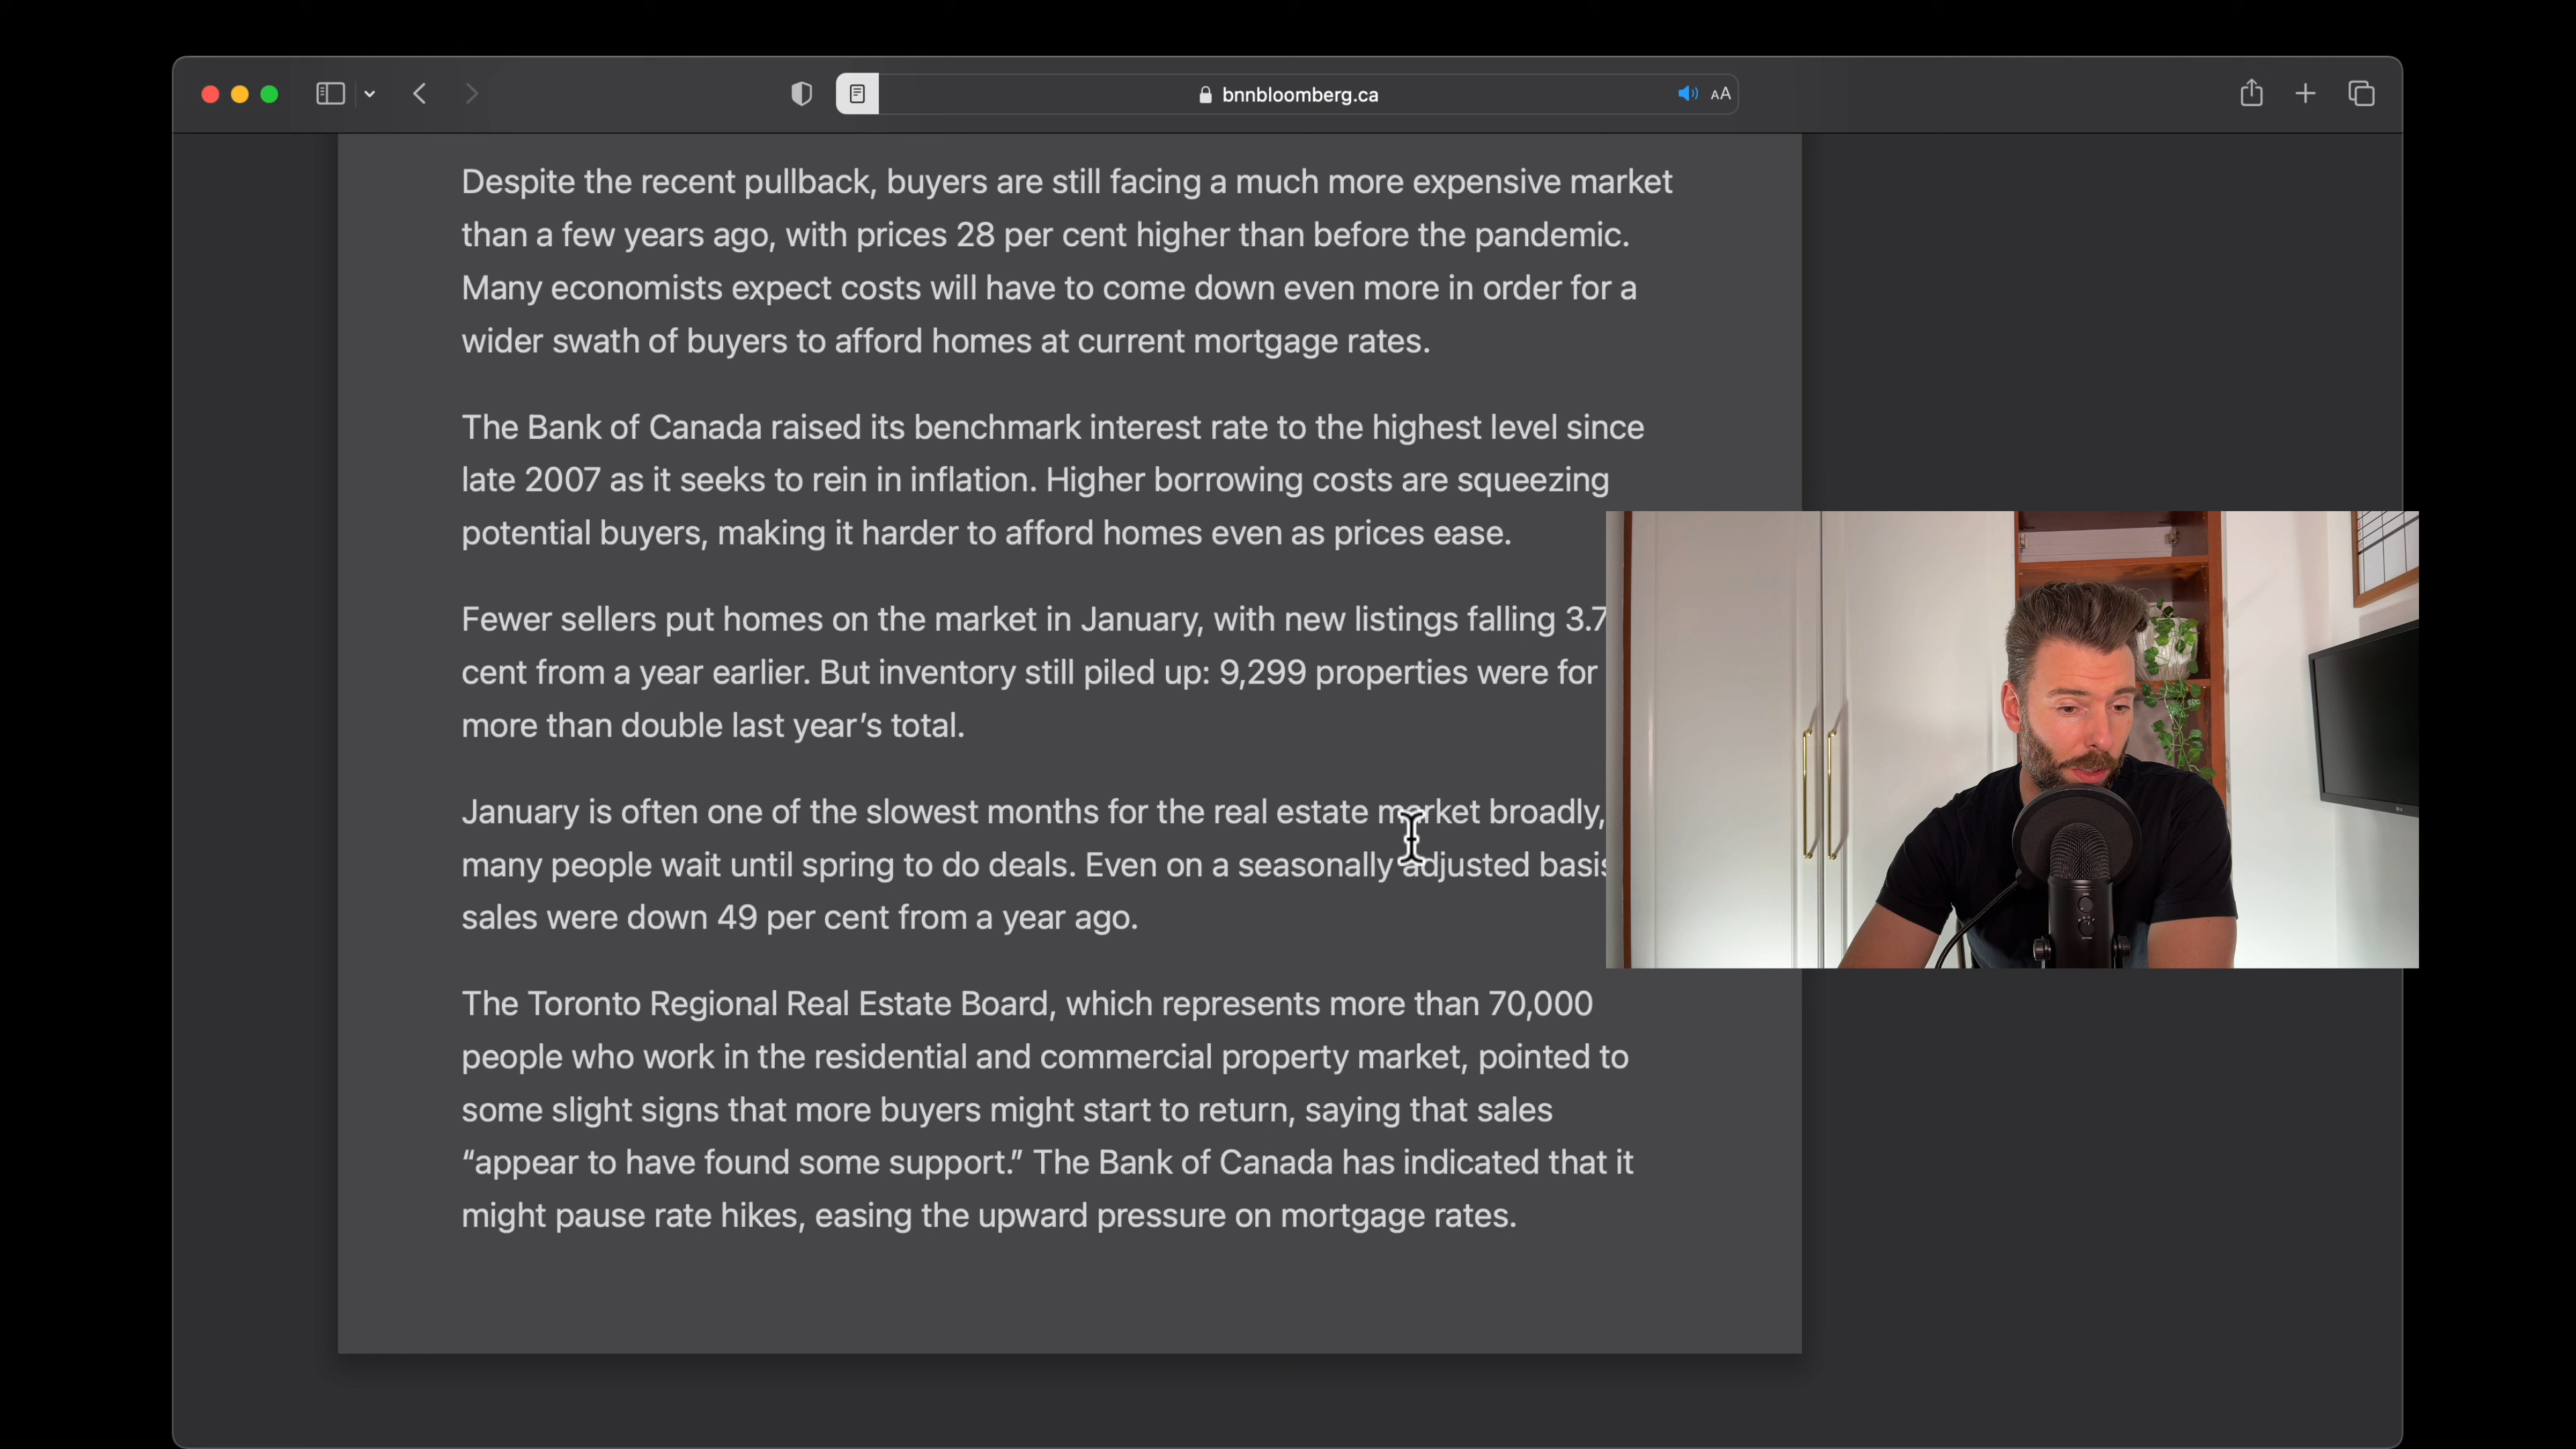 bnnbloomberg.ca
AA
Despite the recent pullback, buyers are still facing a much more expensive market
than a few years ago, with prices 28 per cent higher than before the pandemic.
Many economists expect costs will have to come down even more in order for a
wider swath of buyers to afford homes at current mortgage rates.
The Bank of Canada raised its benchmark interest rate to the highest level since
late 2007 as it seeks to rein in inflation. Higher borrowing costs are squeezing
potential buyers, making it harder to afford homes even as prices ease.
Fewer sellers put homes on the market in January, with new listings falling 3.7
cent from a year earlier. But inventory still piled up: 9,299 properties were for
more than double last year’s total.
January is often one of the slowest months for the real estate market broadly,
many people wait until spring to do deals. Even on a seasonally adjusted basis
sales were down 49 per cent from a year ago.
The Toronto Regional Real Estate Board, which represents more than 70,000
people who work in the residential and commercial property market, pointed to
some slight signs that more buyers might start to return, saying that sales
“appear to have found some support.” The Bank of Canada has indicated that it
might pause rate hikes, easing the upward pressure on mortgage rates.